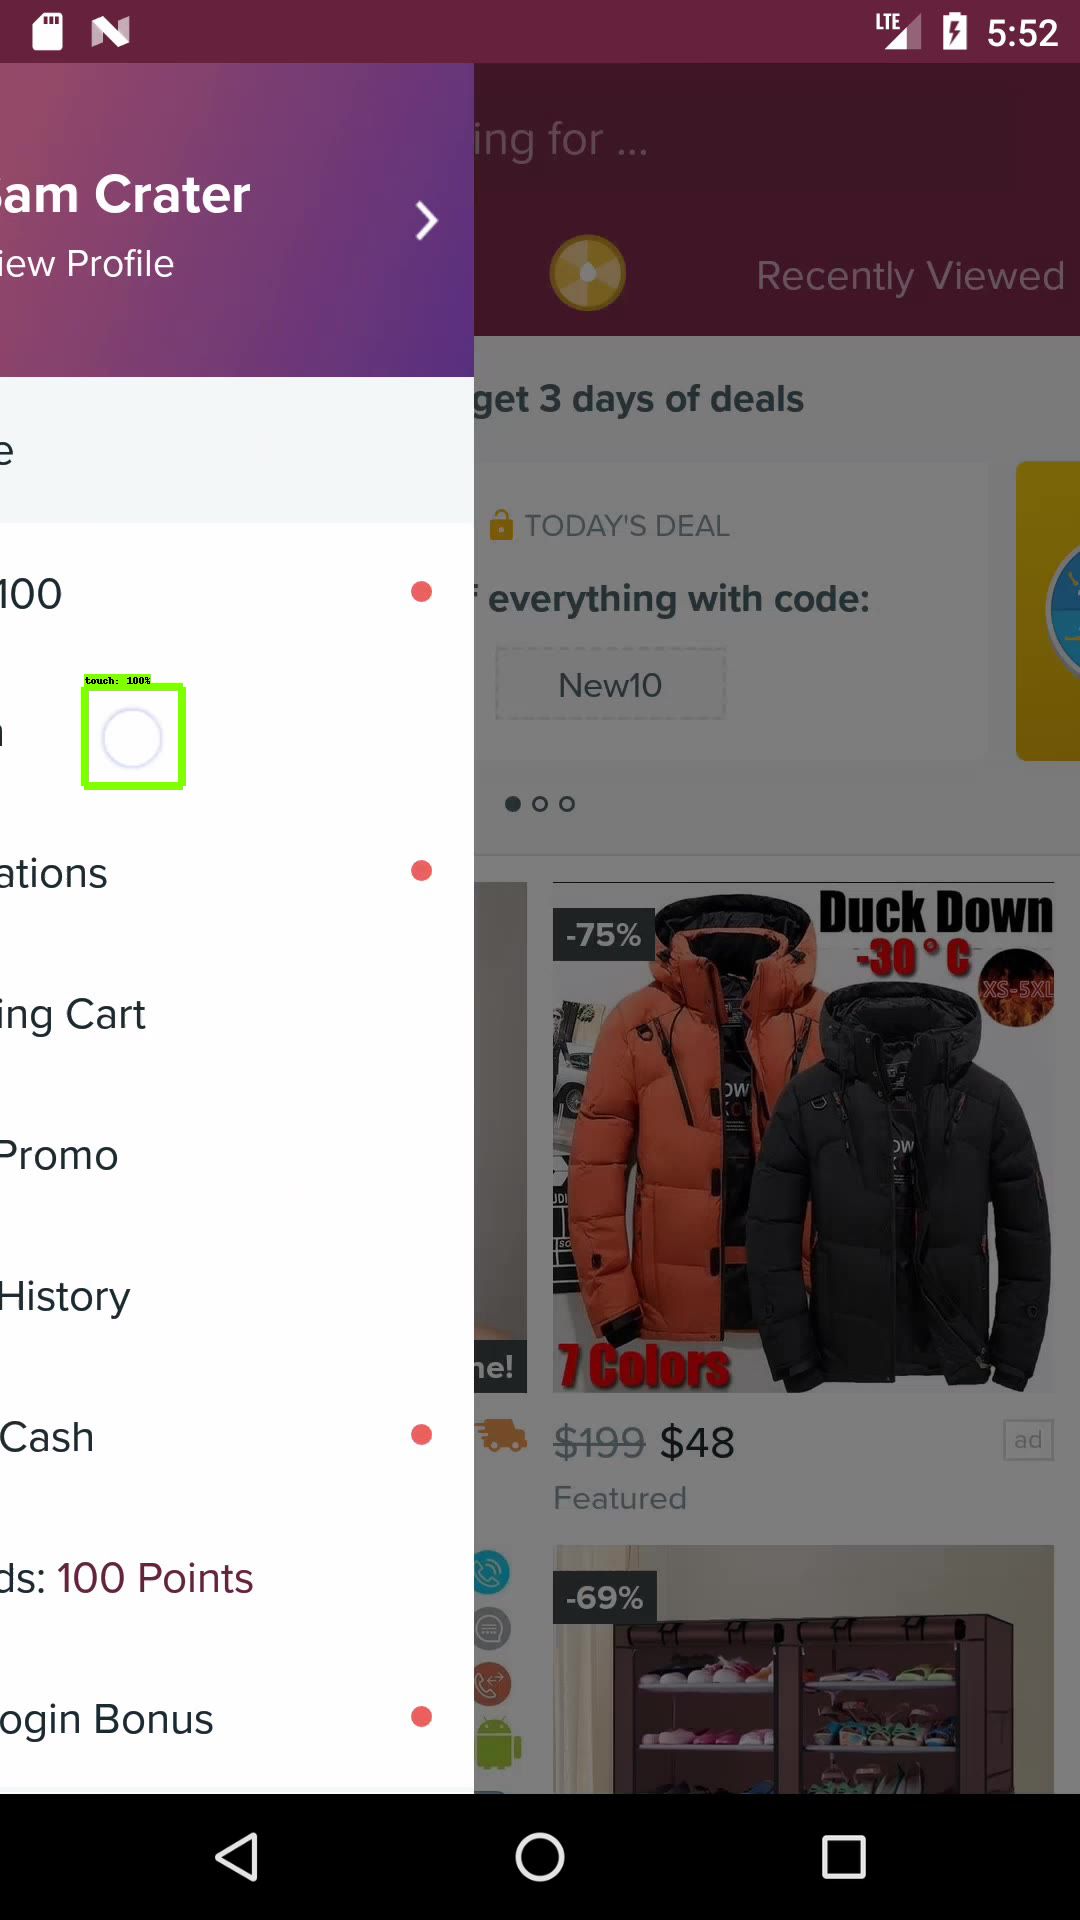 LTE 5:52
ing for ...
Sam Crater
iew Profile
Recently Viewed
get 3 days of deals
e
TODAY'S DEAL
100
everything with code:
New10
touch: 100%
ations
Duck Down
-75%
-30°C
XS-5XL
ing Cart
Promo
History
ne!
7 Colors
Cash
$199 $48
ad
Featured
ds: 100 Points
-69%
ogin Bonus